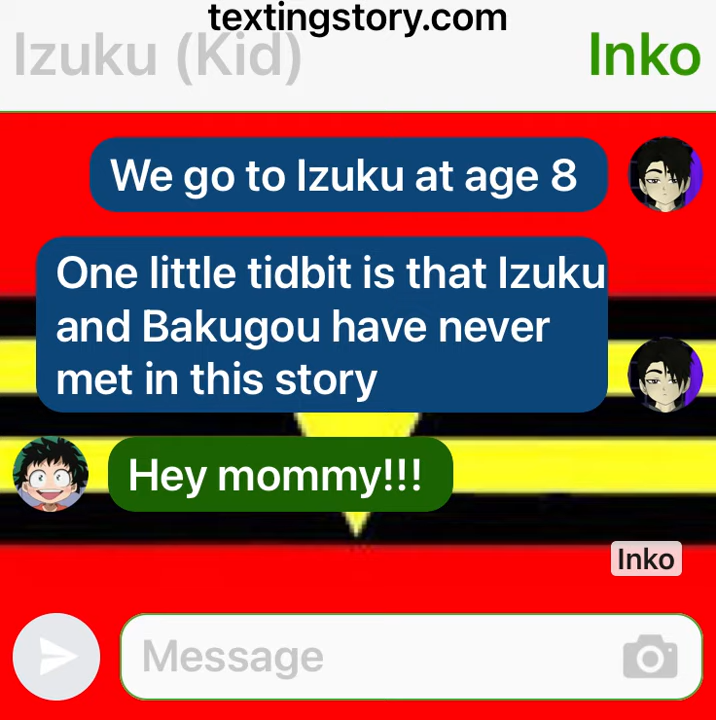 textingstory.com
Izuku (Kid)
Inko
We go to Izuku at age 8
One little tidbit is that Izuku
and Bakugou have never
met in this story
Hey mommy!!!
Inko
Message